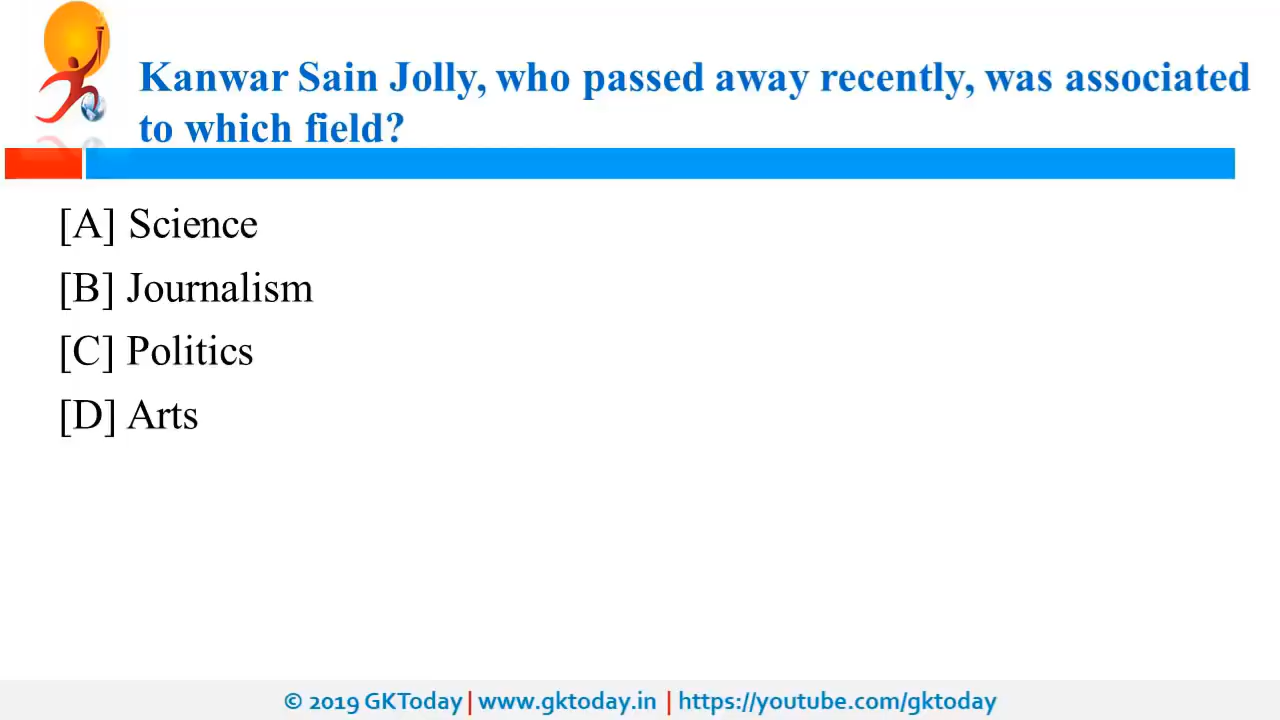 Kanwar Sain Jolly, who passed away recently, was associated
to which field?
[A] Science
[B] Journalism
[C] Politics
[D] Arts
© 2019 GKToday | www.gktoday.in | https://youtube.com/gktoday